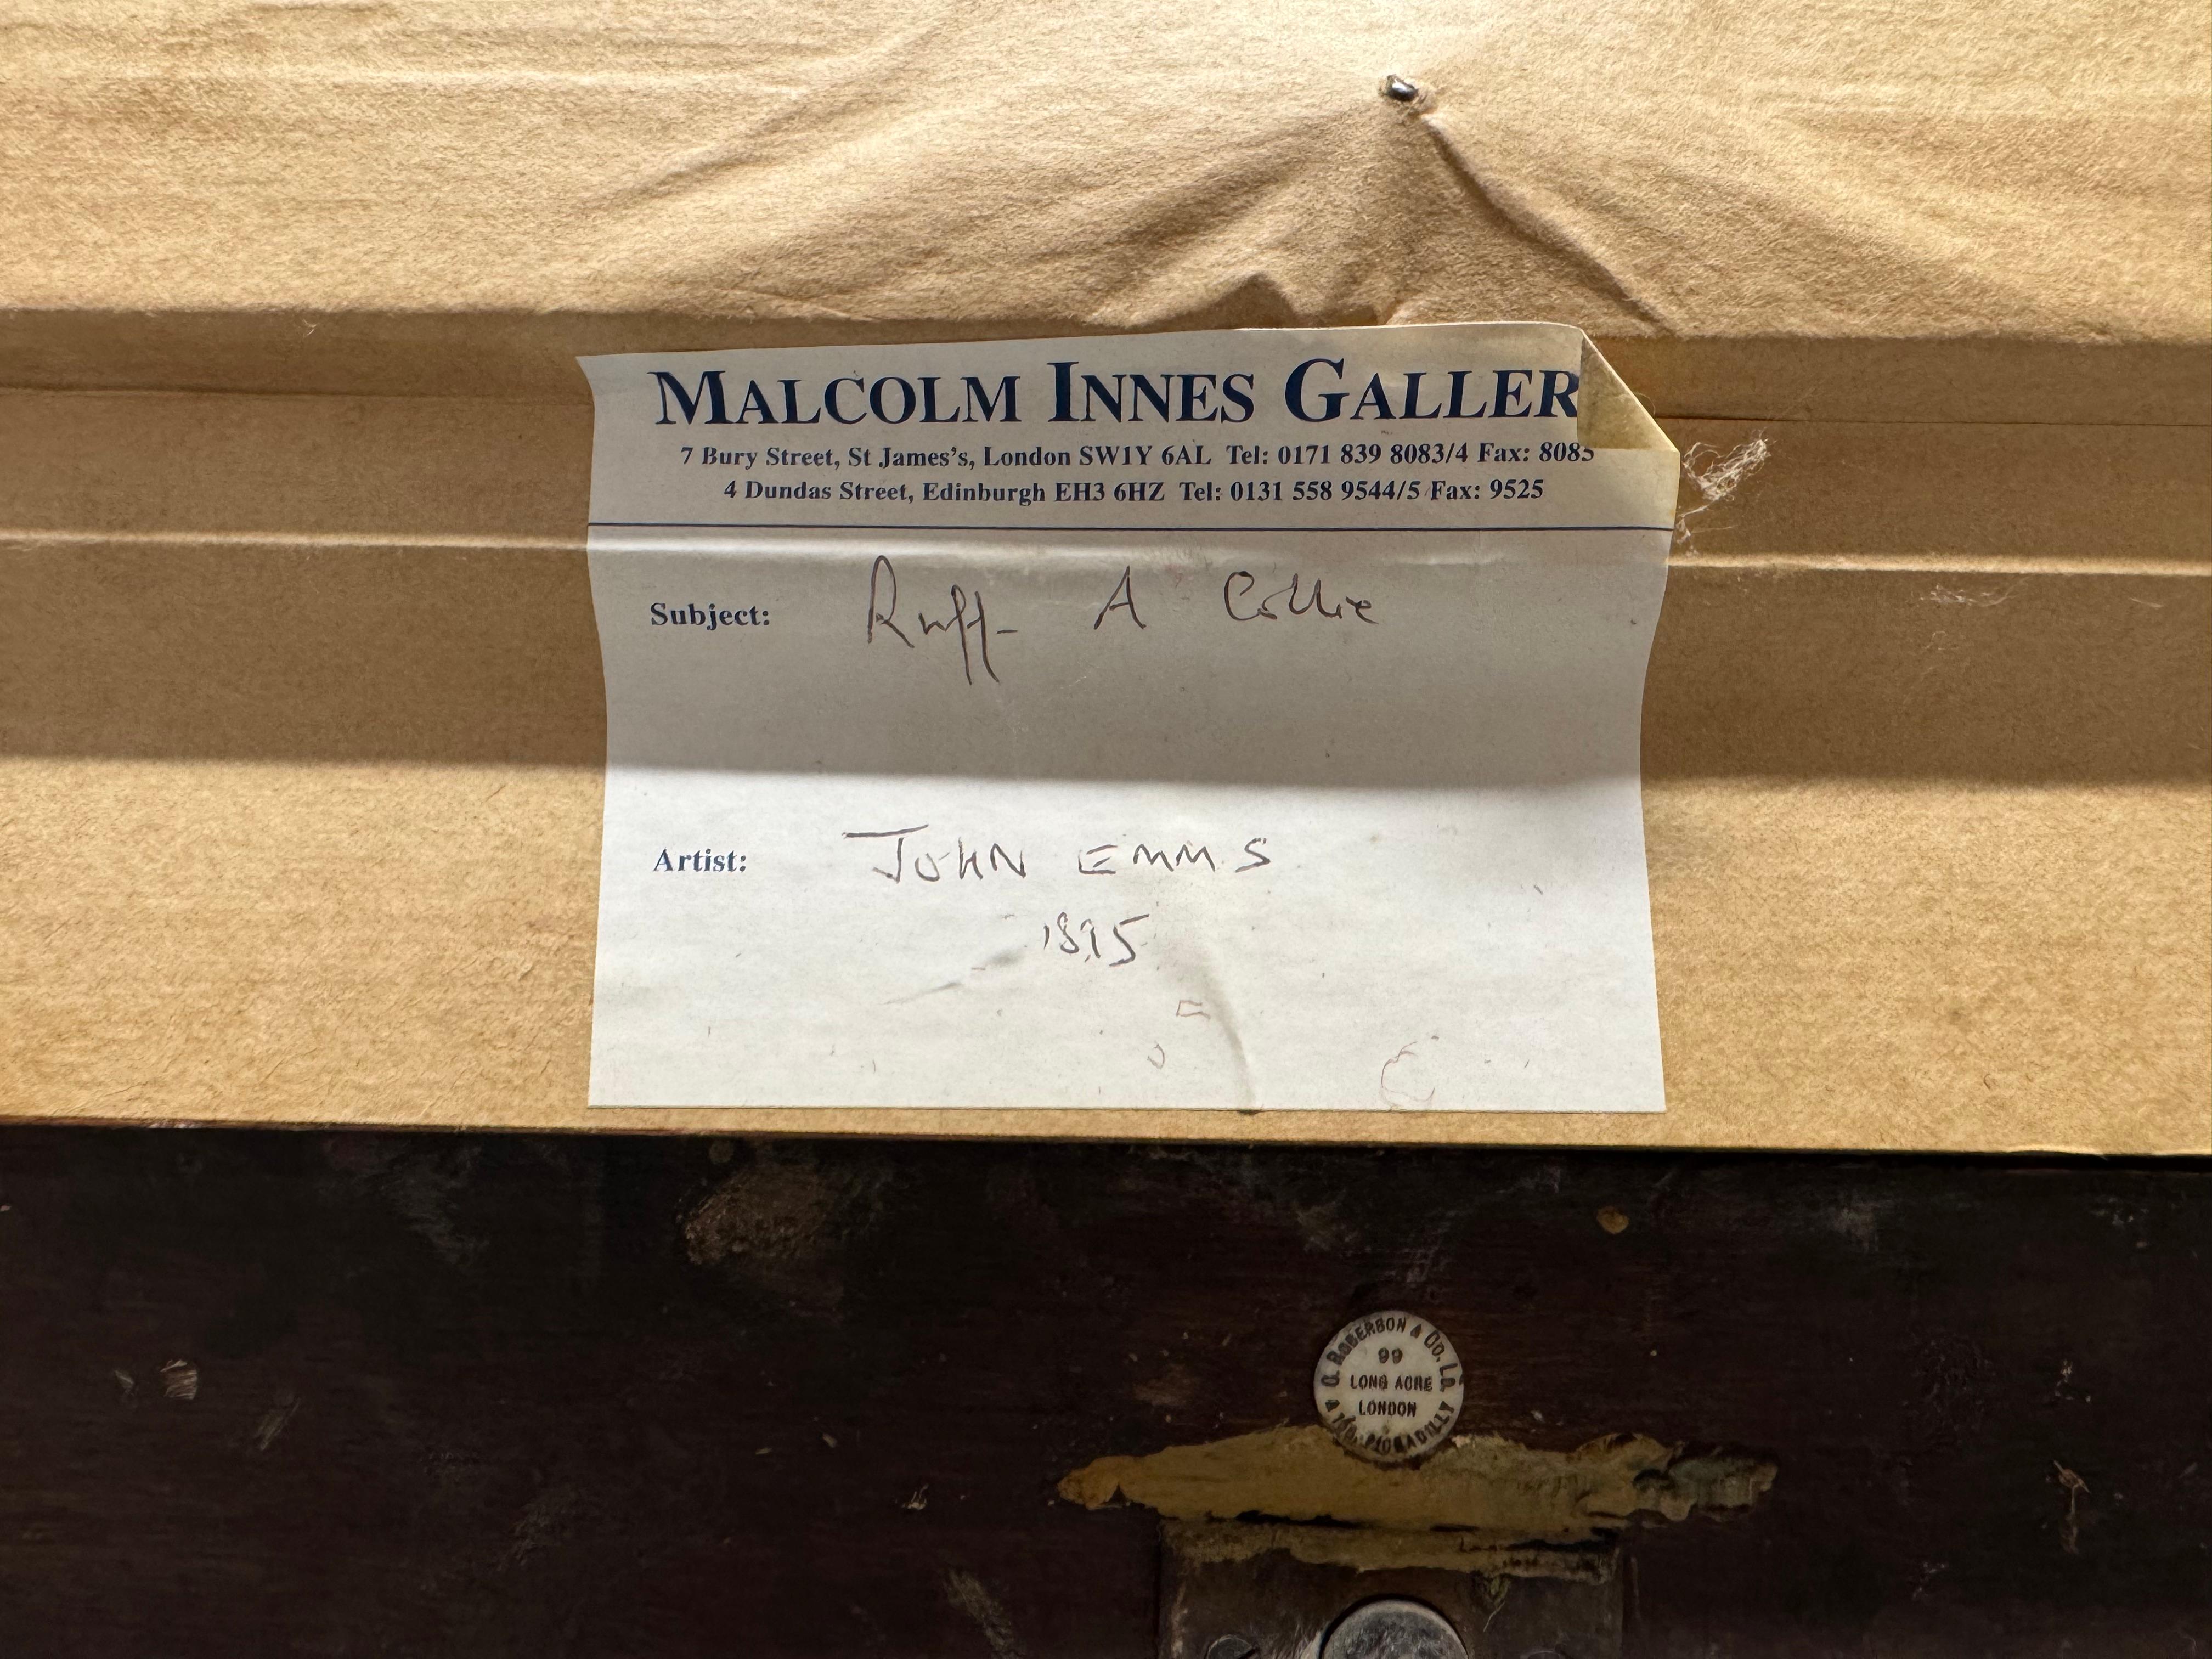 MALCOLM INNES GALLER
7 Bury Street, St James's, London SW1Y 6AL Tel: 0171 839 8083/4 Fax: 8085
4 Dundas Street, Edinburgh EH3 6HZ Tel: 0131 558 9544/5 Fax: 9525
Subject: Ruff - A Collie
Artist: JOHN EMMS
1895
ROBERSON & CO. LD.
99
LONG ACRE
LONDON
PICCADILLY